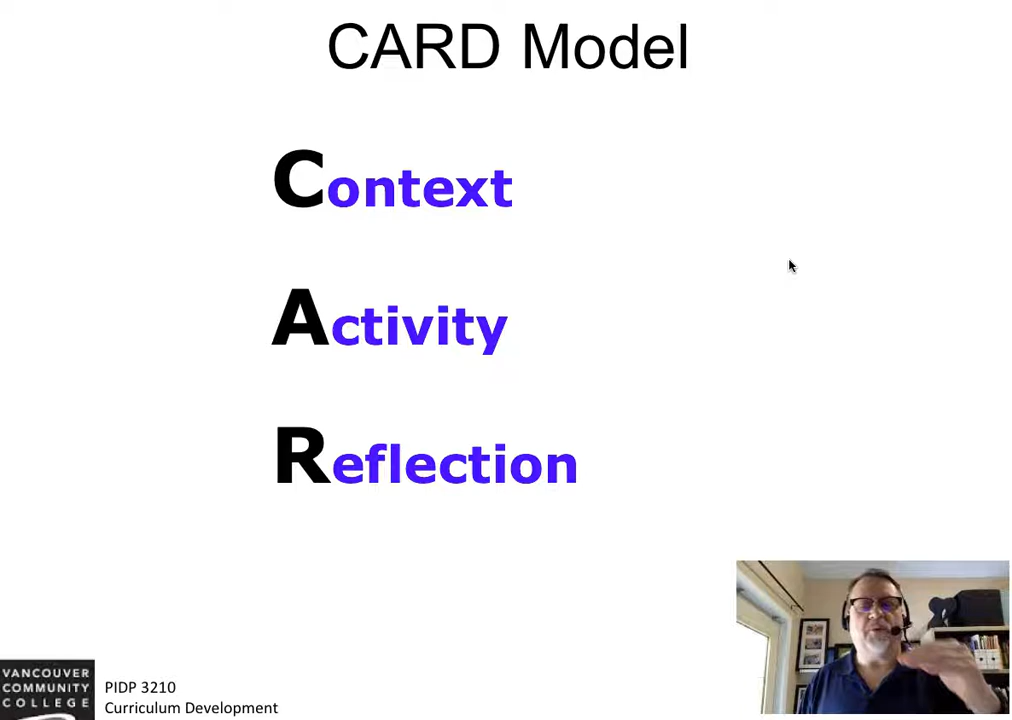 CARD Model
Context
Activity
Reflection
VANCOUVER
COMMUNITY
COLLEGE
PIDP 3210
Curriculum Development